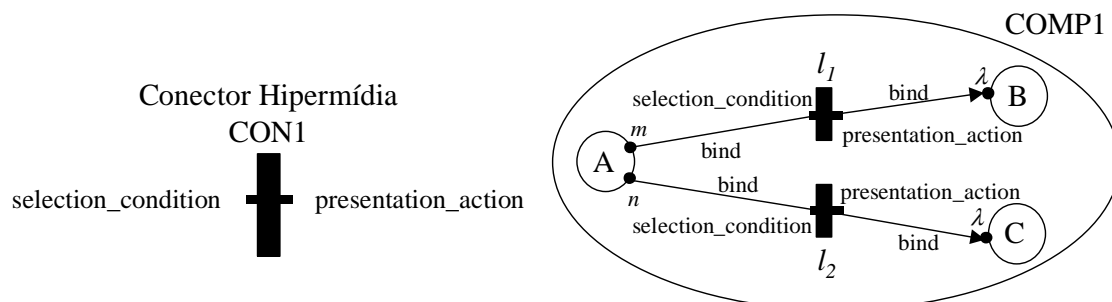 Conector Hipermídia
CON1
selection_condition presentation_action
COMP1
l1
selection_condition bind λ B
m presentation_action
A bind
n bind presentation_action
selection_condition bind λ C
l2